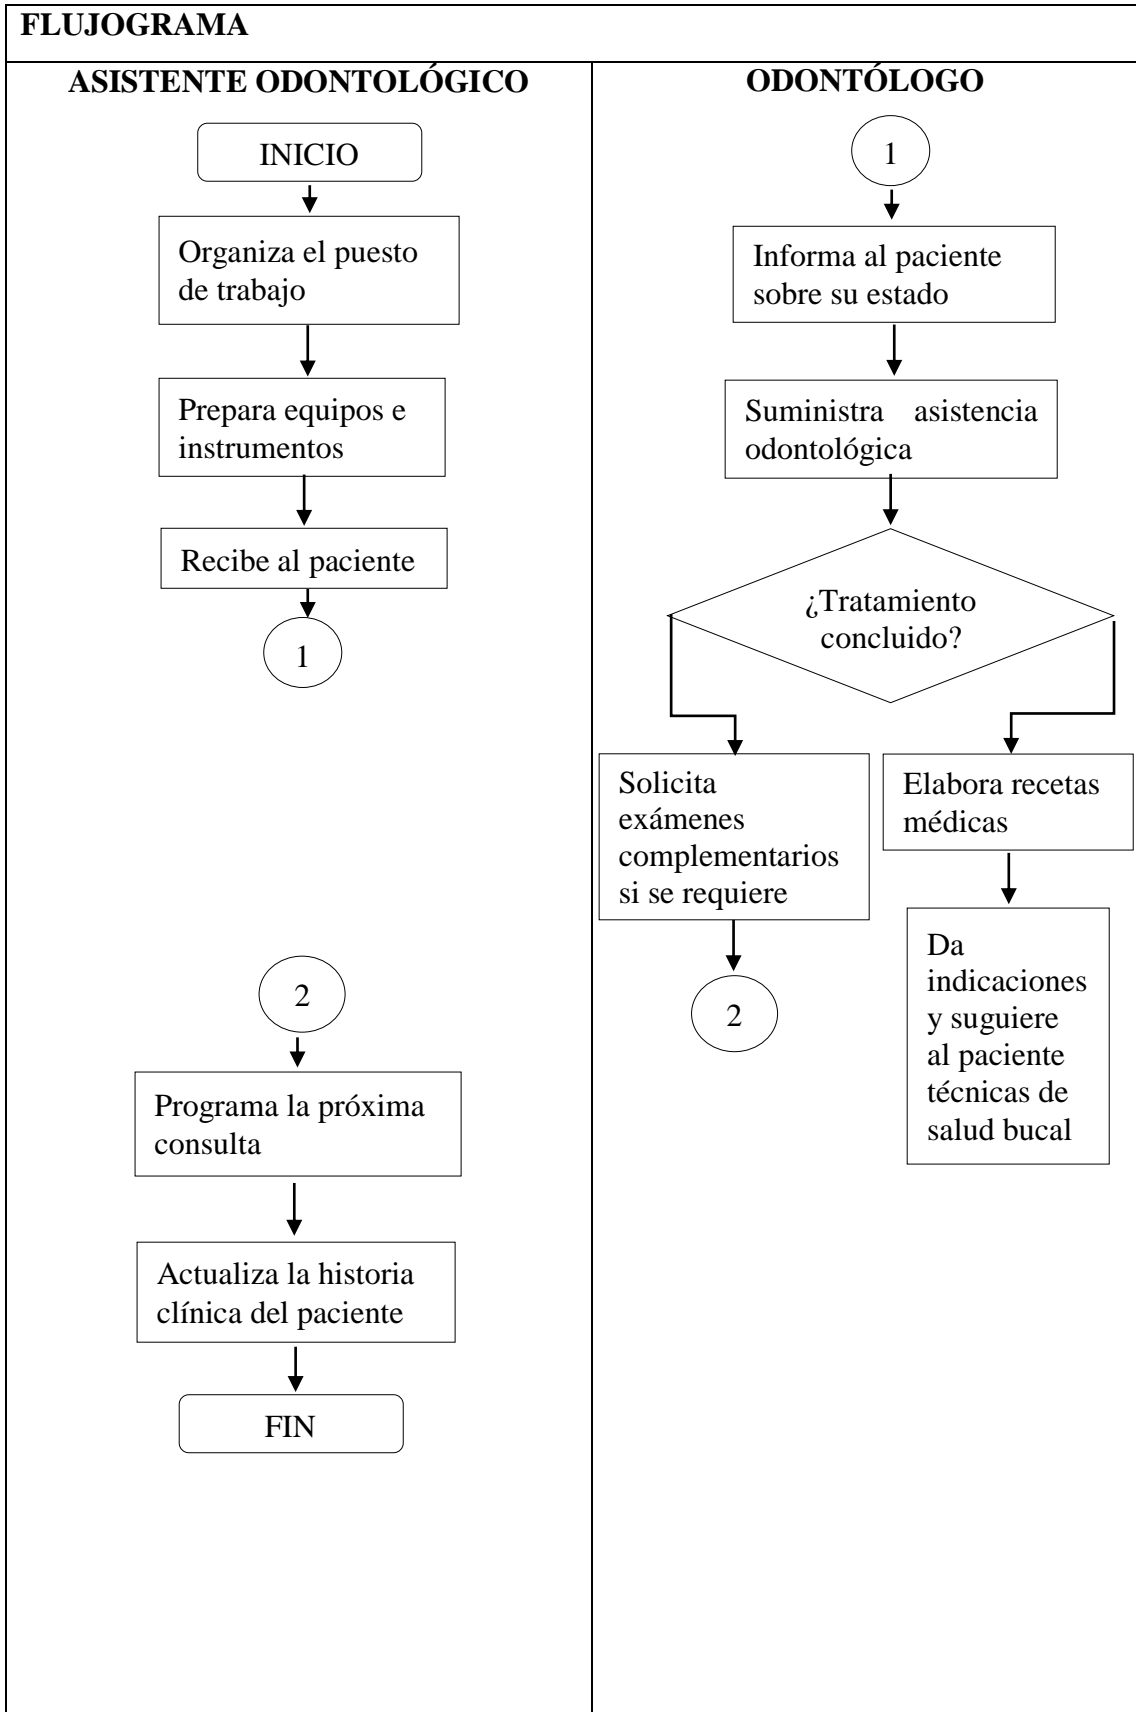 FLUJOGRAMA
ASISTENTE ODONTOLÓGICO
INICIO
Organiza el puesto
de trabajo
Prepara equipos e
instrumentos
Recibe al paciente
1
2
Programa la próxima
consulta
Actualiza la historia
clínica del paciente
FIN
ODONTÓLOGO
1
Informa al paciente
sobre su estado
Suministra asistencia
odontológica
¿Tratamiento
concluido?
Solicita
exámenes
complementarios
si se requiere
2
Elabora recetas
médicas
Da
indicaciones
y suguiere
al paciente
técnicas de
salud bucal